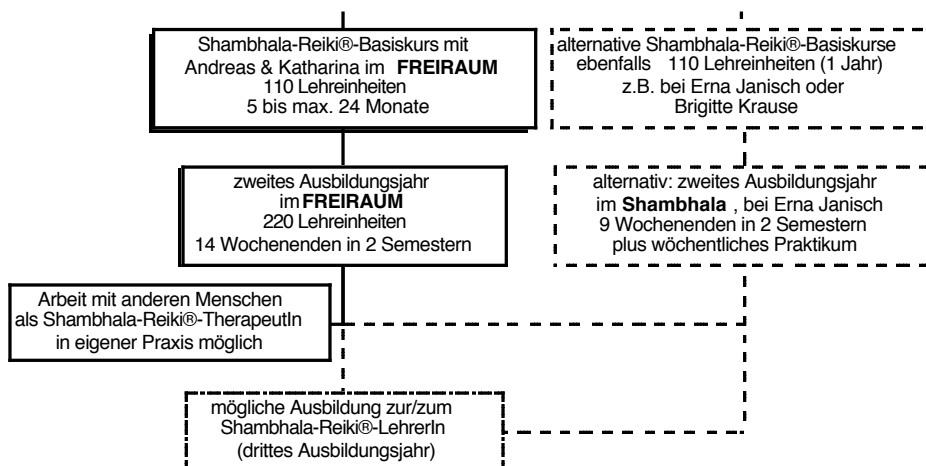 Shambhala-Reiki®-Basiskurs mit
Andreas & Katharina im FREIRAUM
110 Lehreinheiten
5 bis max. 24 Monate
alternative Shambhala-Reiki®-Basiskurse
ebenfalls 110 Lehreinheiten (1 Jahr)
z.B. bei Erna Janisch oder
Brigitte Krause
zweites Ausbildungsjahr
im FREIRAUM
220 Lehreinheiten
14 Wochenenden in 2 Semestern
alternativ: zweites Ausbildungsjahr
im Shambhala , bei Erna Janisch
9 Wochenenden in 2 Semestern
plus wöchentliches Praktikum
Arbeit mit anderen Menschen
als Shambhala-Reiki®-TherapeutIn
in eigener Praxis möglich
mögliche Ausbildung zur/zum
Shambhala-Reiki®-LehrerIn
(drittes Ausbildungsjahr)